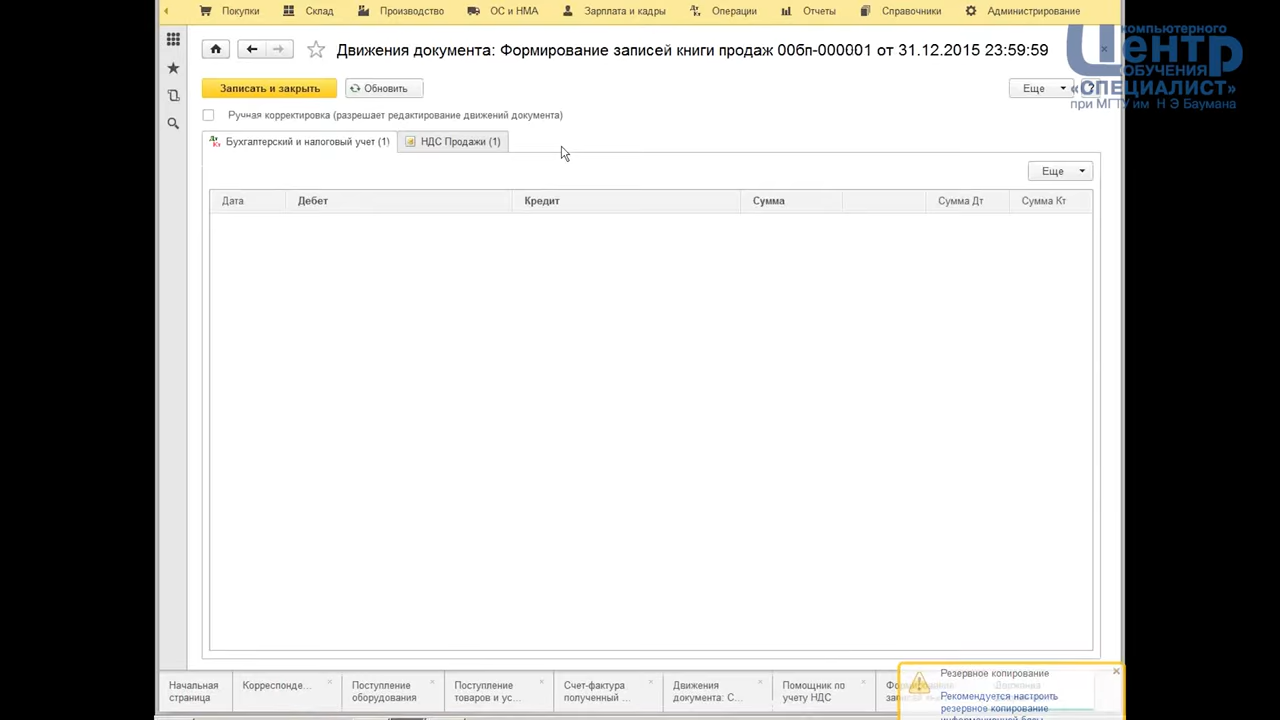 Покупки Склад Производство ОС и НМА Зарплата и кадры Операции Отчеты Справочники Администрирование
компьютерного
Центр
ОБУЧЕНИЯ
«СПЕЦИАЛИСТ»
при МГТУ им Н Э Баумана
Движения документа: Формирование записей книги продаж 00бп-000001 от 31.12.2015 23:59:59
Записать и закрыть Обновить Еще ?
Ручная корректировка (разрешает редактирование движений документа)
Бухгалтерский и налоговый учет (1) НДС Продажи (1)
Еще
Дата Дебет Кредит Сумма Сумма Дт Сумма Кт
Начальная страница
Корреспонде...
Поступление оборудования
Поступление товаров и ус...
Счет-фактура полученный ...
Движения документа: С...
Помощник по учету НДС
Резервное копирование
Рекомендуется настроить
резервное копирование
информационной базы